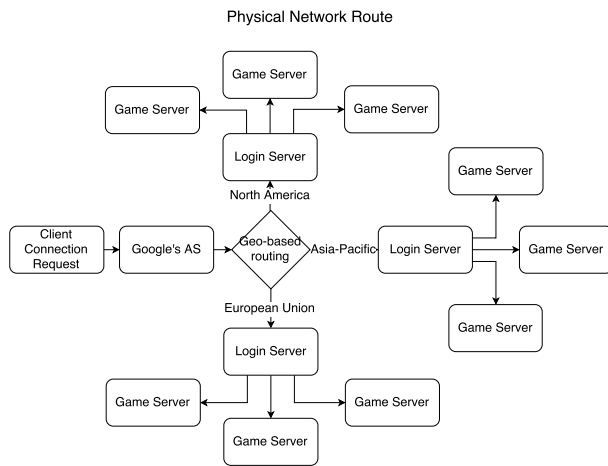 Physical Network Route
Game Server
Game Server
Game Server
Login Server
North America
Game Server
Client
Connection
Request
Google's AS
Geo-based
routing
Asia-Pacific
Login Server
Game Server
Game Server
European Union
Login Server
Game Server
Game Server
Game Server